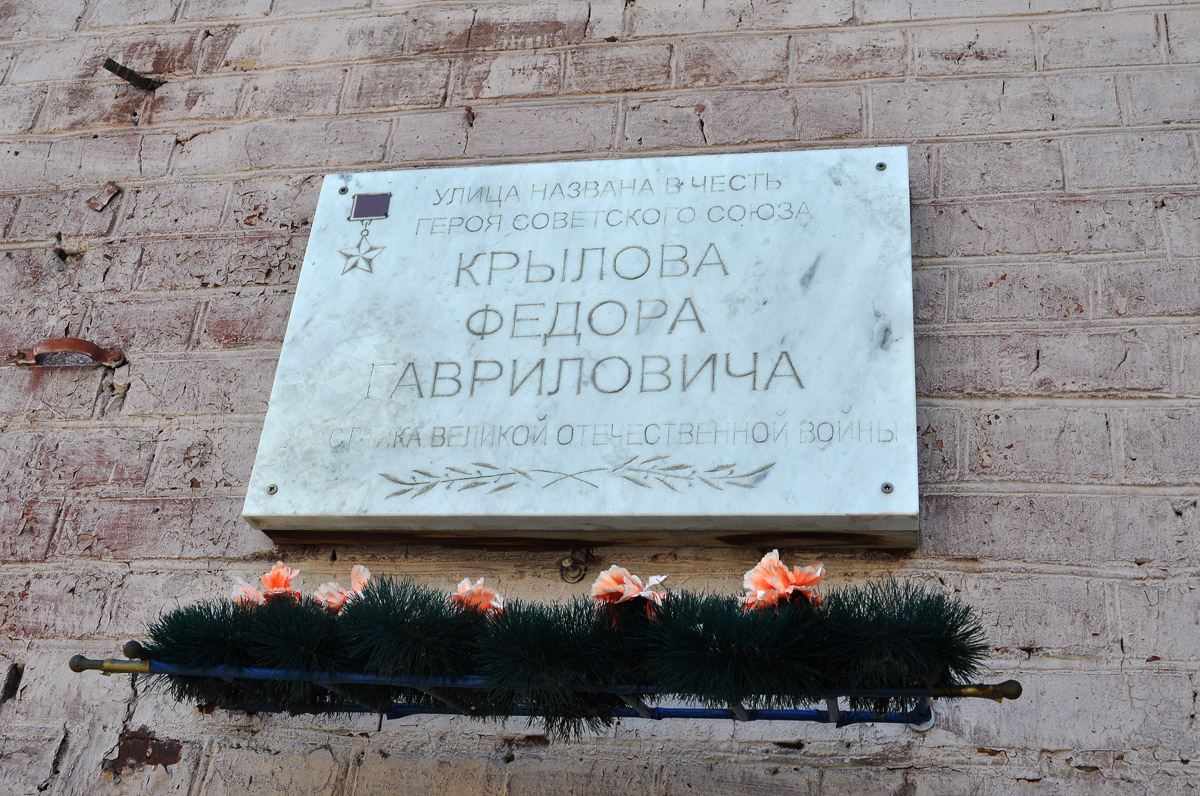 УЛИЦА НАЗВАНА В ЧЕСТЬ
ГЕРОЯ СОВЕТСКОГО СОЮЗА
КРЫЛОВА
ФЕДОРА
ГАВРИЛОВИЧА
УЧАСТНИКА ВЕЛИКОЙ ОТЕЧЕСТВЕННОЙ ВОЙНЫ